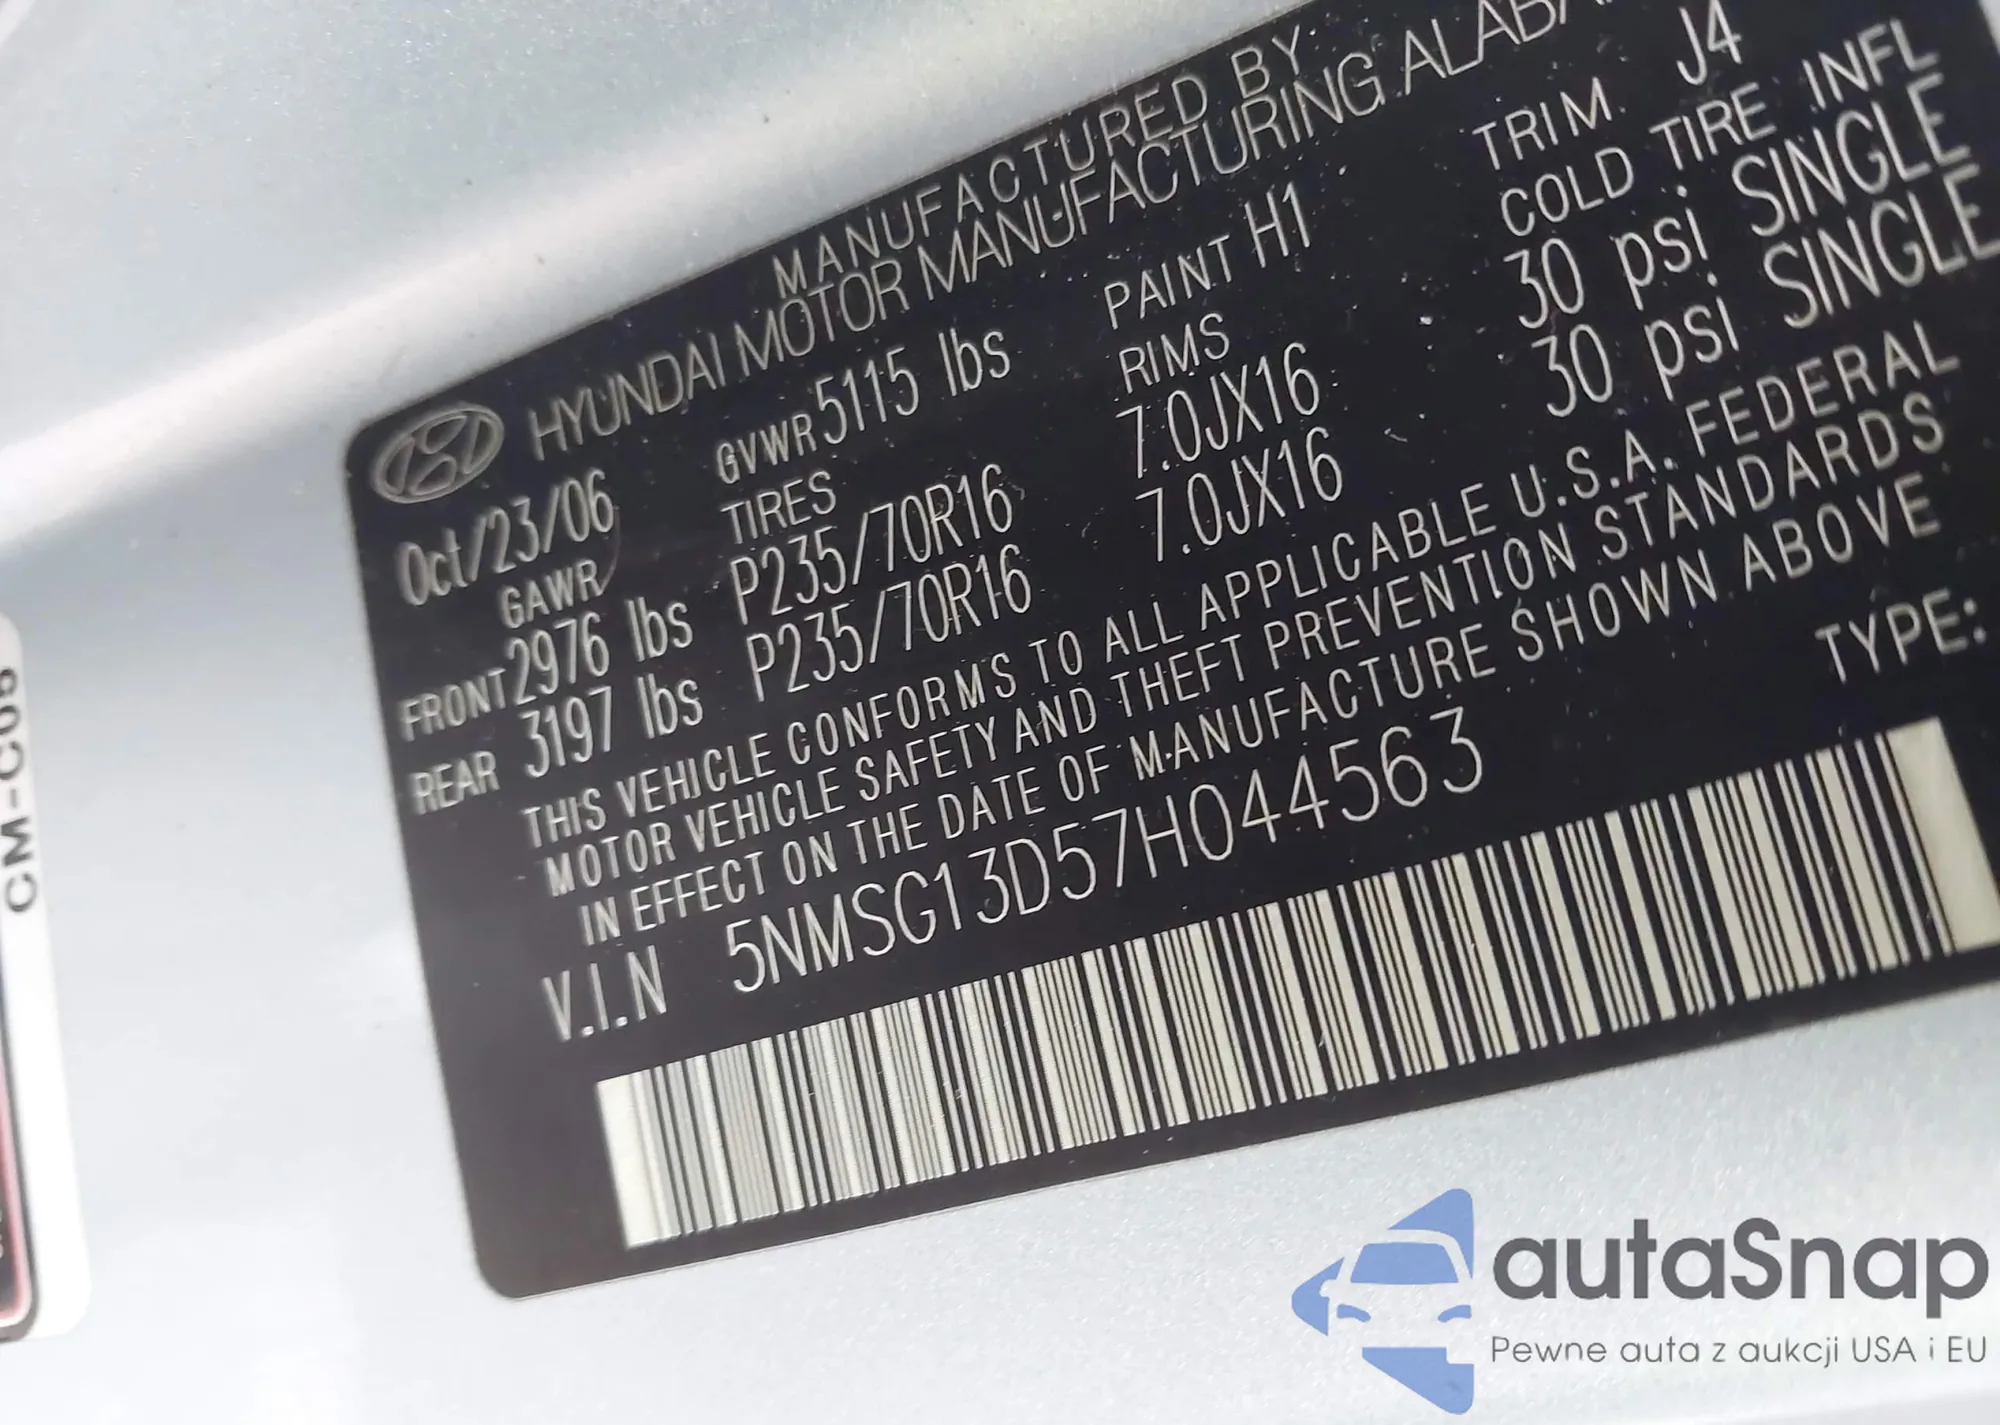 MANUFACTURED BY
HYUNDAI MOTOR MANUFACTURING ALABA
Oct/23/06 GVWR 5115 lbs PAINT H1 TRIM J4
GAWR TIRES RIMS COLD TIRE INFL
FRONT 2976 lbs P235/70R16 7.0JX16 30 psi SINGLE
REAR 3197 lbs P235/70R16 7.0JX16 30 psi SINGLE
THIS VEHICLE CONFORMS TO ALL APPLICABLE U.S.A. FEDERAL
MOTOR VEHICLE SAFETY AND THEFT PREVENTION STANDARDS
IN EFFECT ON THE DATE OF MANUFACTURE SHOWN ABOVE
V.I.N 5NMSG13D57H044563 TYPE:
CM-C06
autaSnap
Pewne auta z aukcji USA i EU